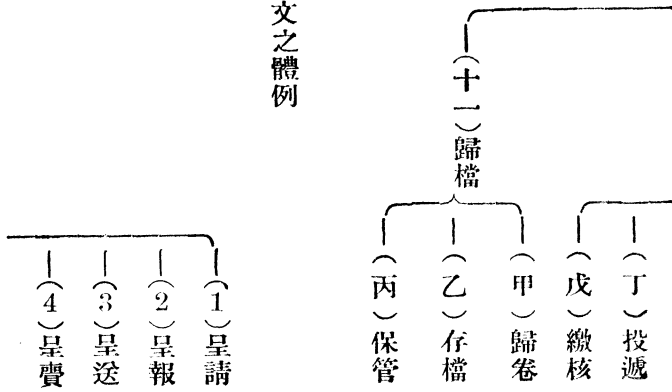 （丁）投遞
（戊）繳核
（十一）歸檔
（甲）歸卷
（乙）存檔
（丙）保管
文之體例
（1）呈請
（2）呈報
（3）呈送
（4）呈賫